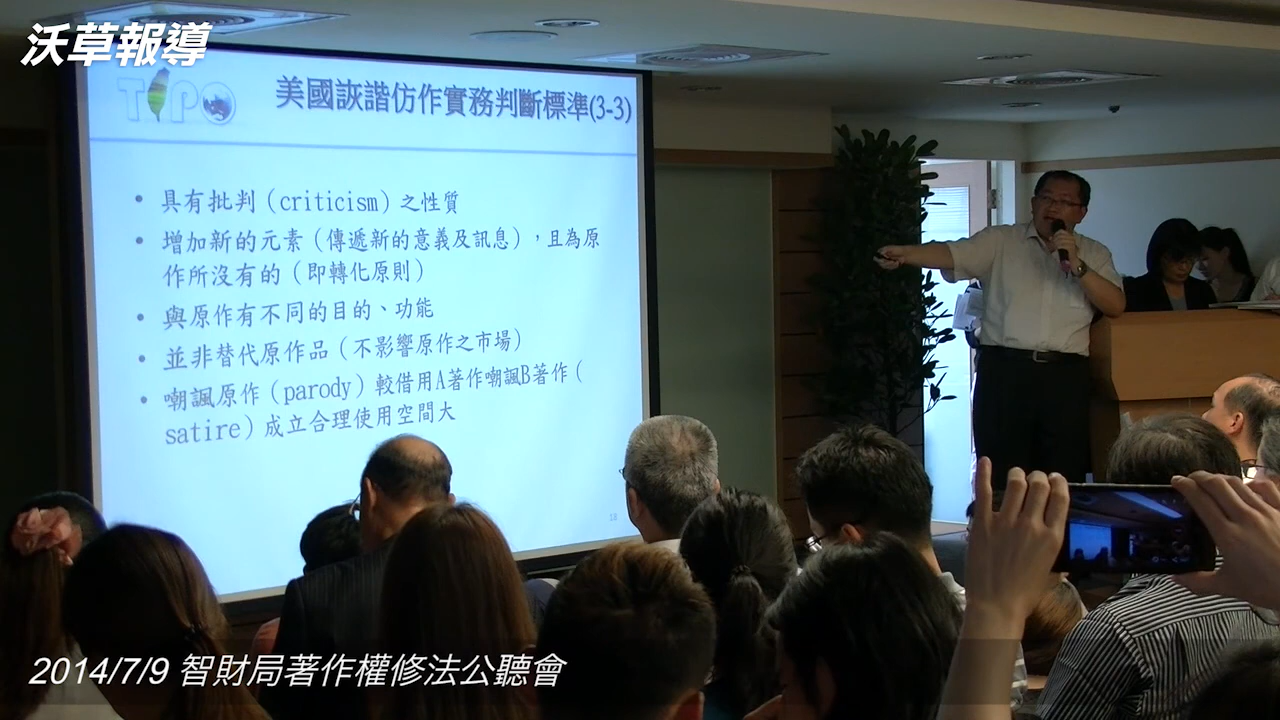 沃草報導
TIPO
美國詼諧仿作實務判斷標準(3-3)
• 具有批判（criticism）之性質
• 增加新的元素（傳遞新的意義及訊息），且為原
作所沒有的（即轉化原則）
• 與原作有不同的目的、功能
• 並非替代原作品（不影響原作之市場）
• 嘲諷原作（parody）較借用A著作嘲諷B著作（
satire）成立合理使用空間大
18
2014/7/9 智財局著作權修法公聽會